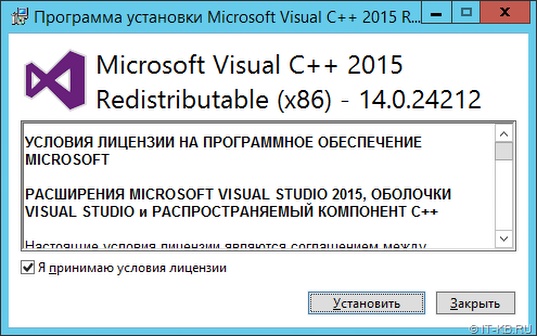 Программа установки Microsoft Visual C++ 2015 R...
Microsoft Visual C++ 2015
Redistributable (x86) - 14.0.24212
УСЛОВИЯ ЛИЦЕНЗИИ НА ПРОГРАММНОЕ ОБЕСПЕЧЕНИЕ
MICROSOFT
РАСШИРЕНИЯ MICROSOFT VISUAL STUDIO 2015, ОБОЛОЧКИ
VISUAL STUDIO и РАСПРОСТРАНЯЕМЫЙ КОМПОНЕНТ C++
Настоящие условия лицензии являются соглашением между
Я принимаю условия лицензии
Установить
Закрыть
© IT-KB.RU